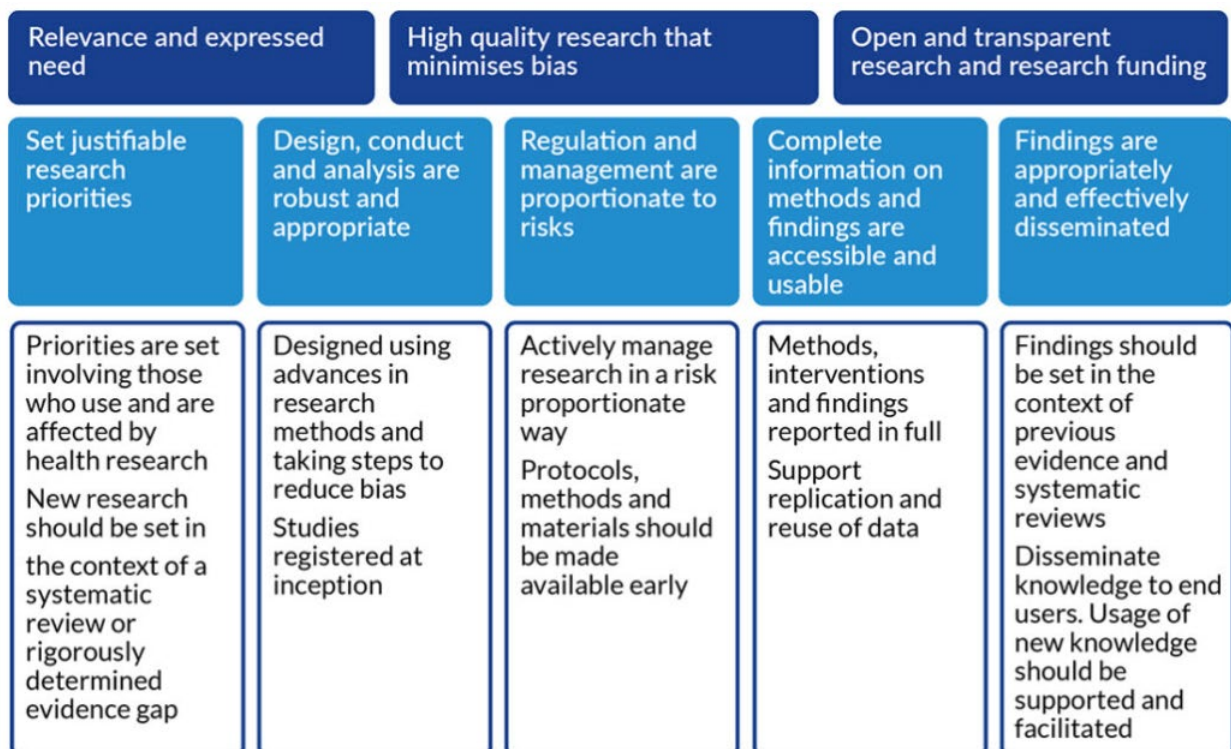 Relevance and expressed
need
High quality research that
minimises bias
Open and transparent
research and research funding
Set justifiable
research
priorities
Design, conduct
and analysis are
robust and
appropriate
Regulation and
management are
proportionate to
risks
Complete
information on
methods and
findings are
accessible and
usable
Findings are
appropriately
and effectively
disseminated
Priorities are set
involving those
who use and are
affected by
health research
New research
should be set in
the context of a
systematic
review or
rigorously
determined
evidence gap
Designed using
advances in
research
methods and
taking steps to
reduce bias
Studies
registered at
inception
Actively manage
research in a risk
proportionate
way
Protocols,
methods and
materials should
be made
available early
Methods,
interventions
and findings
reported in full
Support
replication and
reuse of data
Findings should
be set in the
context of
previous
evidence and
systematic
reviews
Disseminate
knowledge to end
users. Usage of
new knowledge
should be
supported and
facilitated